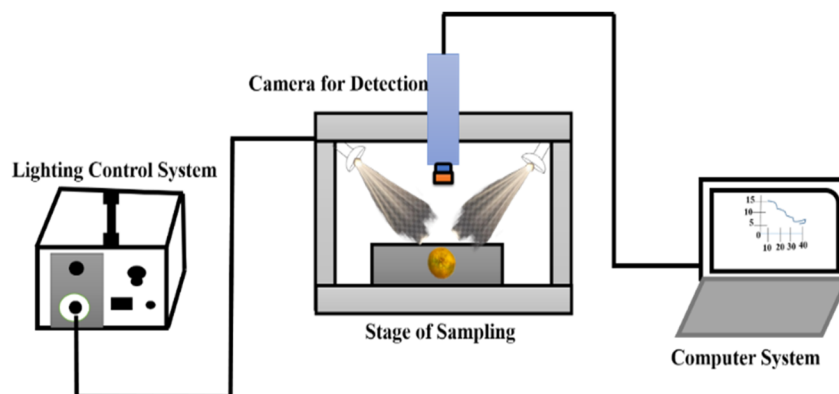 Camera for Detection
Lighting Control System
15
10
5
0
10 20 30 40
Stage of Sampling
Computer System